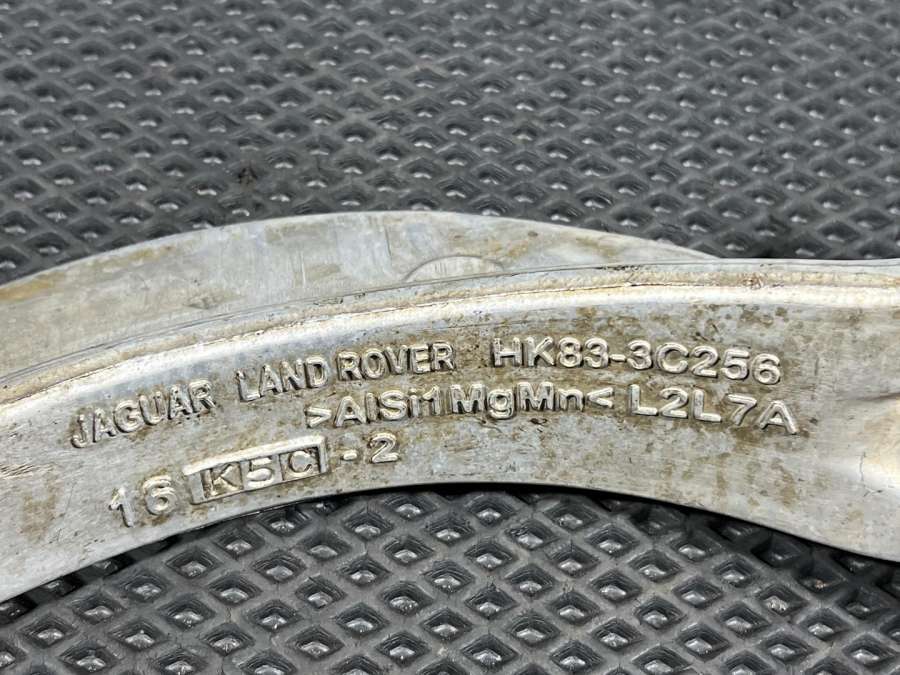 JAGUAR LAND ROVER HK83-3C256
>AlSi1MgMn< L2L7A
16 K5C -2